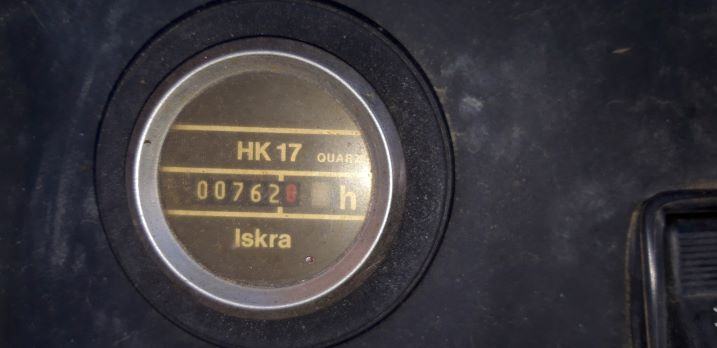 HK 17 QUARZ
00762 h
Iskra